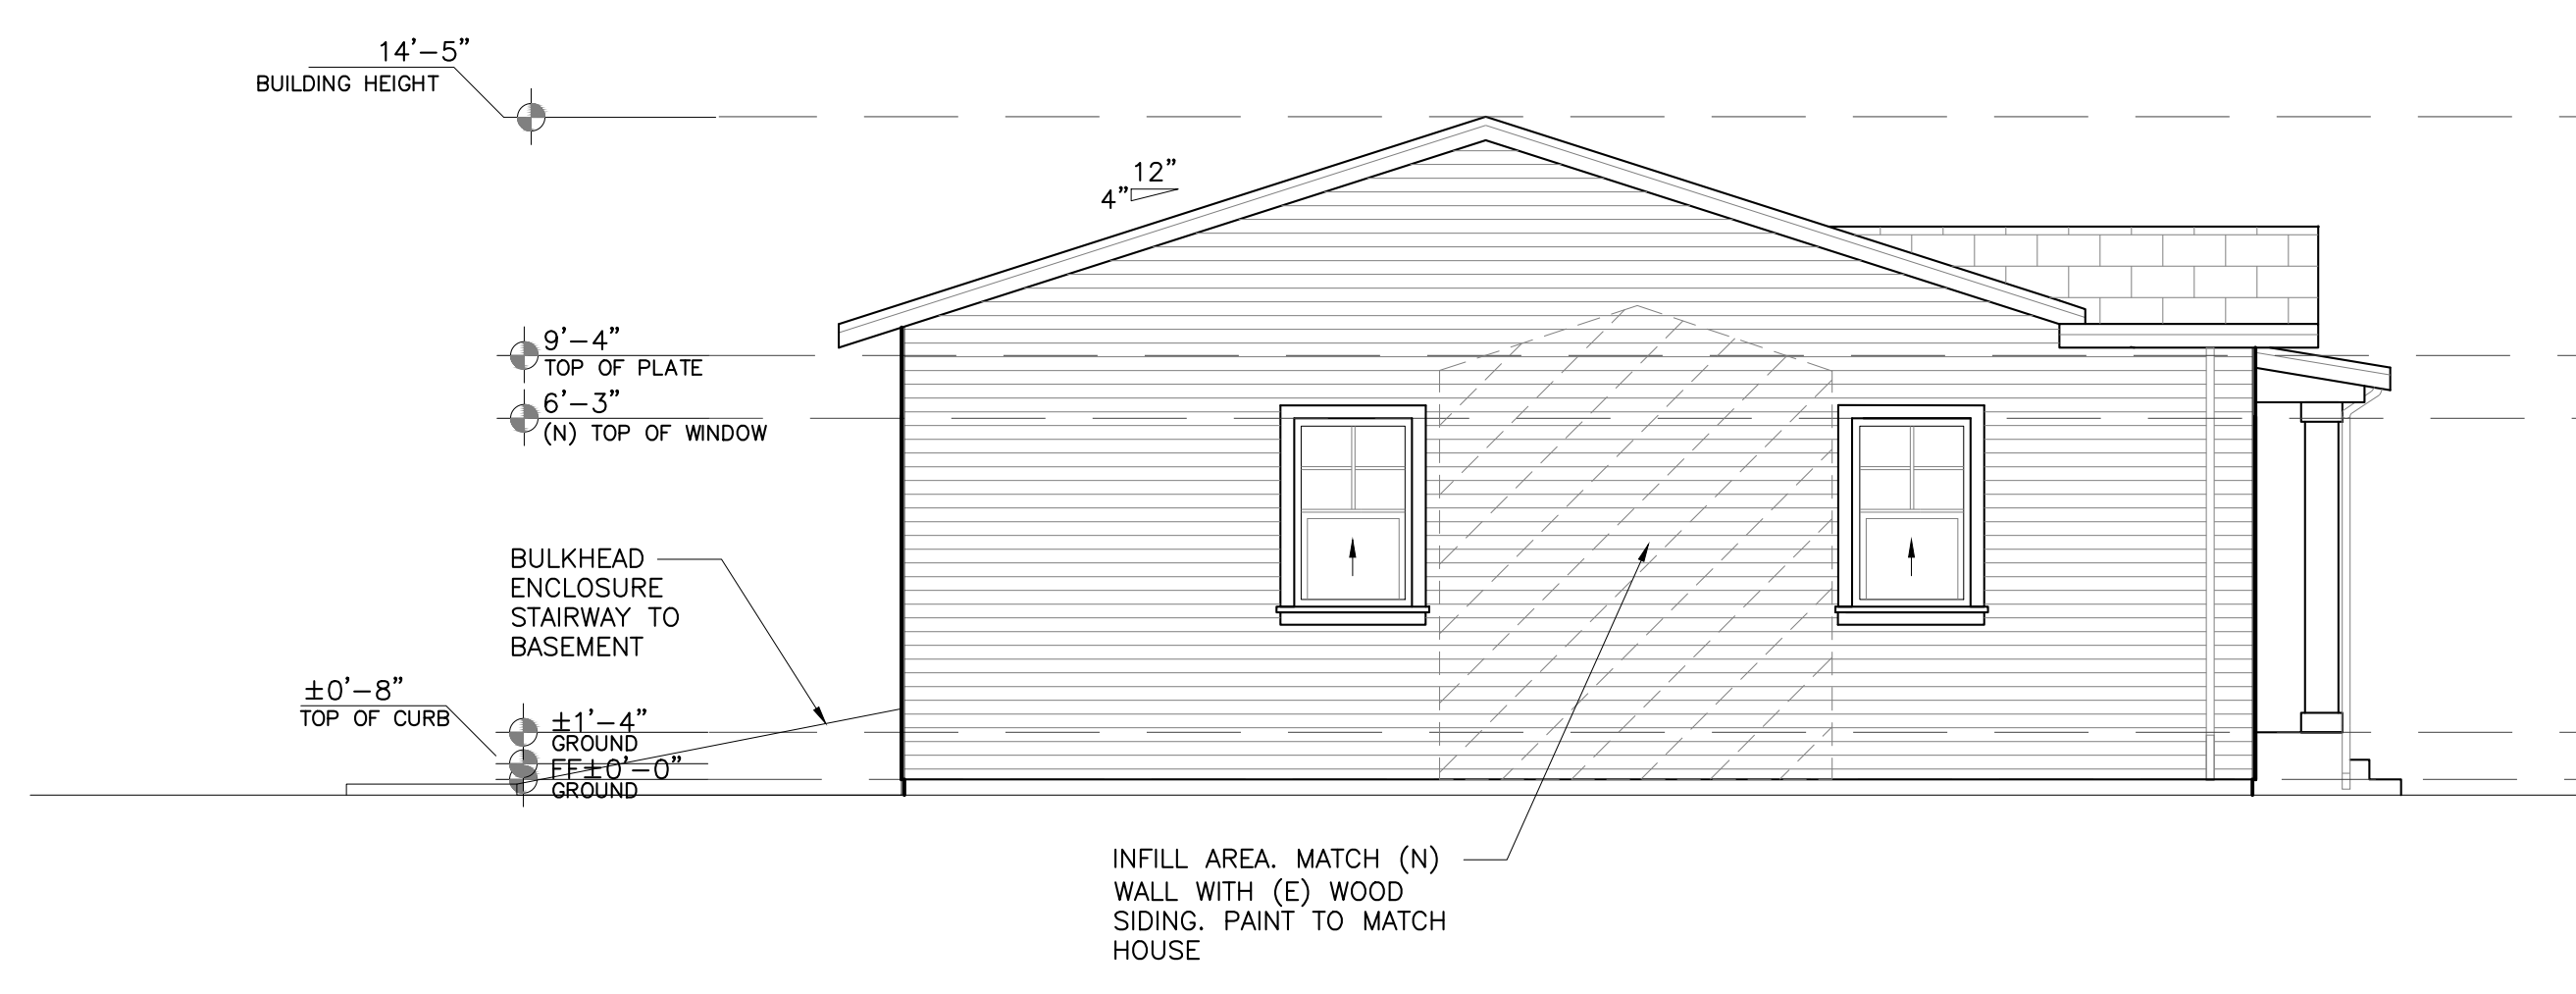 14'-5"
BUILDING HEIGHT
12"
4"
9'-4"
TOP OF PLATE
6'-3"
(N) TOP OF WINDOW
BULKHEAD
ENCLOSURE
STAIRWAY TO
BASEMENT
±0'-8"
TOP OF CURB
±1'-4"
GROUND
FF±0'-0"
GROUND
INFILL AREA. MATCH (N)
WALL WITH (E) WOOD
SIDING. PAINT TO MATCH
HOUSE